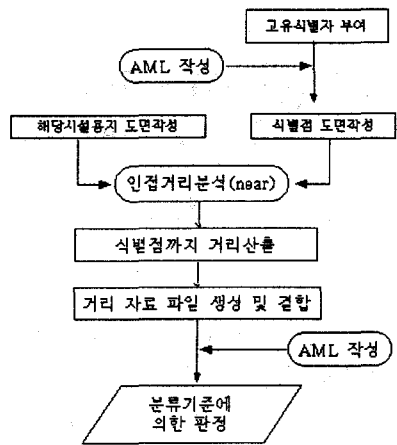 고유식별자 부여
AML 작성
해당시설용지 도면작성
식별점 도면작성
인접거리분석(near)
식별점까지 거리산출
거리 자료 파일 생성 및 결합
AML 작성
분류기준에
의한 판정